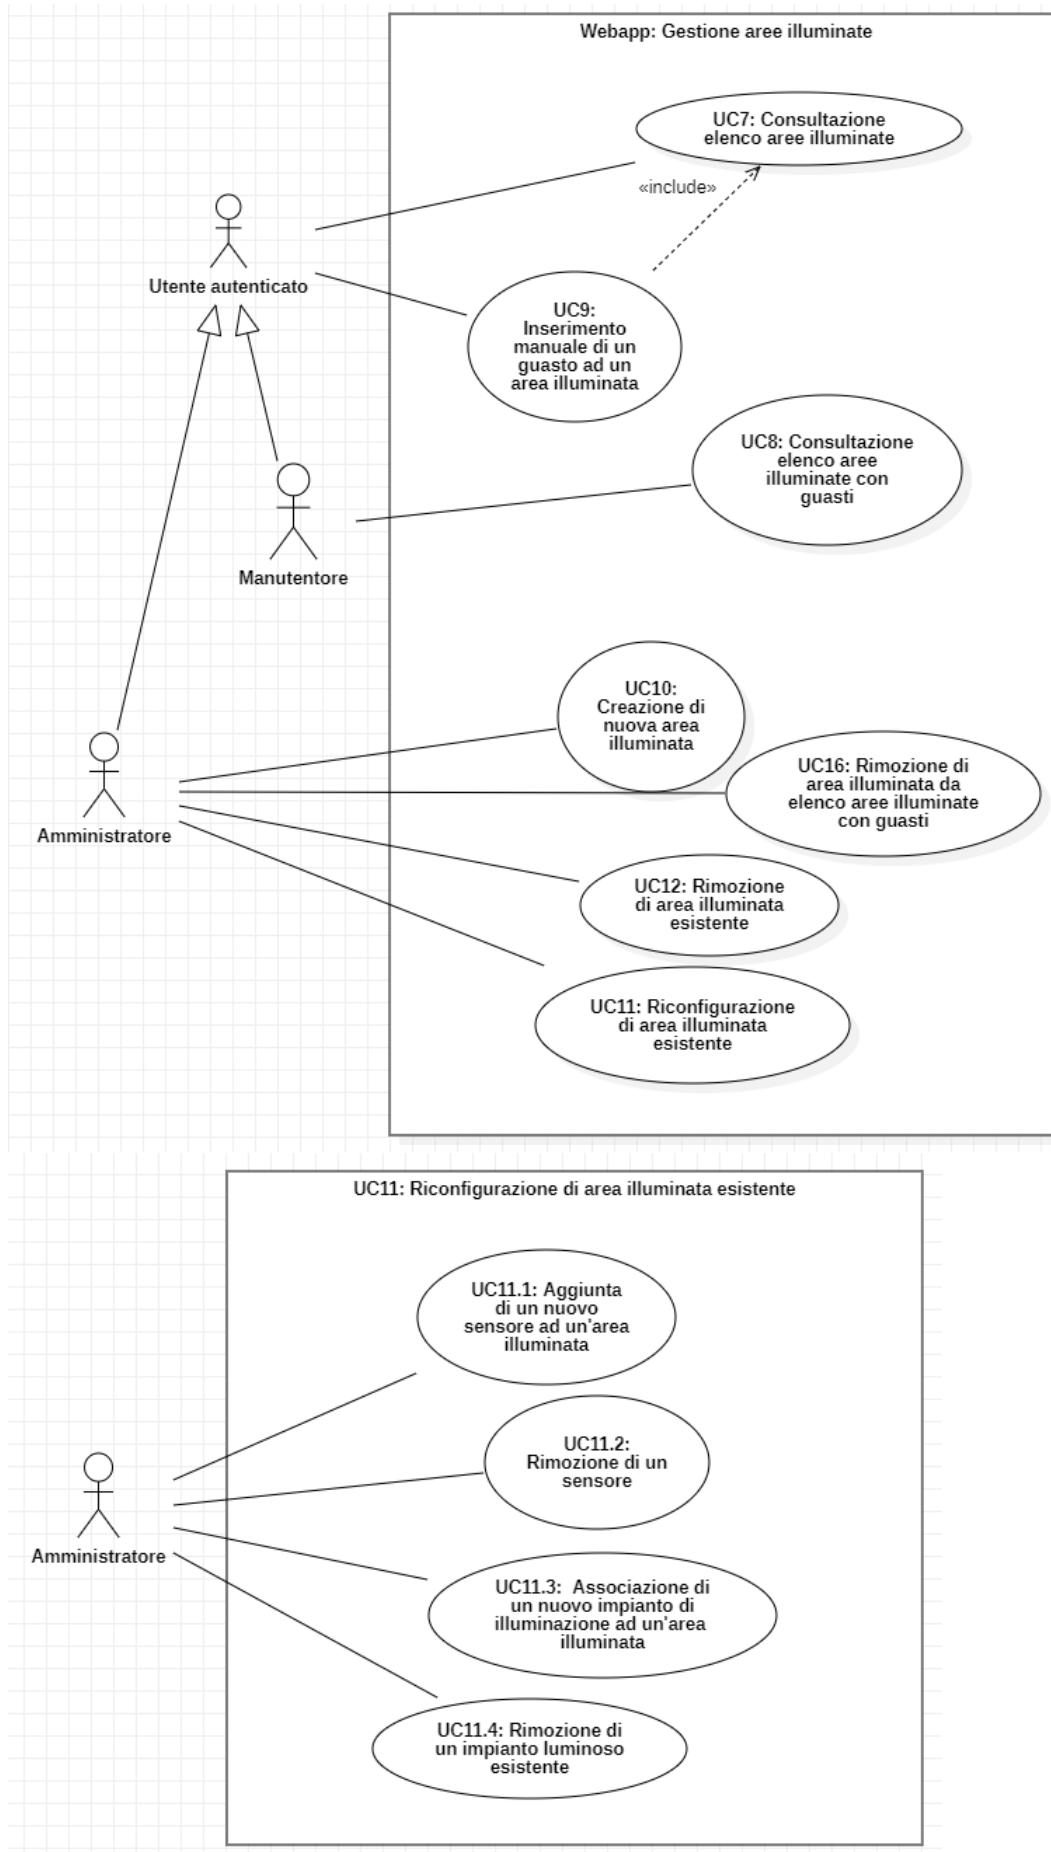 Webapp: Gestione aree illuminate
UC7: Consultazione
elenco aree illuminate
«include»
Utente autenticato
UC9:
Inserimento
manuale di un
guasto ad un
area illuminata
UC8: Consultazione
elenco aree
illuminate con
guasti
Manutentore
UC10:
Creazione di
nuova area
illuminata
UC16: Rimozione di
area illuminata da
elenco aree illuminate
con guasti
Amministratore
UC12: Rimozione
di area illuminata
esistente
UC11: Riconfigurazione
di area illuminata
esistente
UC11: Riconfigurazione di area illuminata esistente
UC11.1: Aggiunta
di un nuovo
sensore ad un'area
illuminata
UC11.2:
Rimozione di un
sensore
Amministratore
UC11.3:  Associazione di
un nuovo impianto di
illuminazione ad un'area
illuminata
UC11.4: Rimozione di
un impianto luminoso
esistente